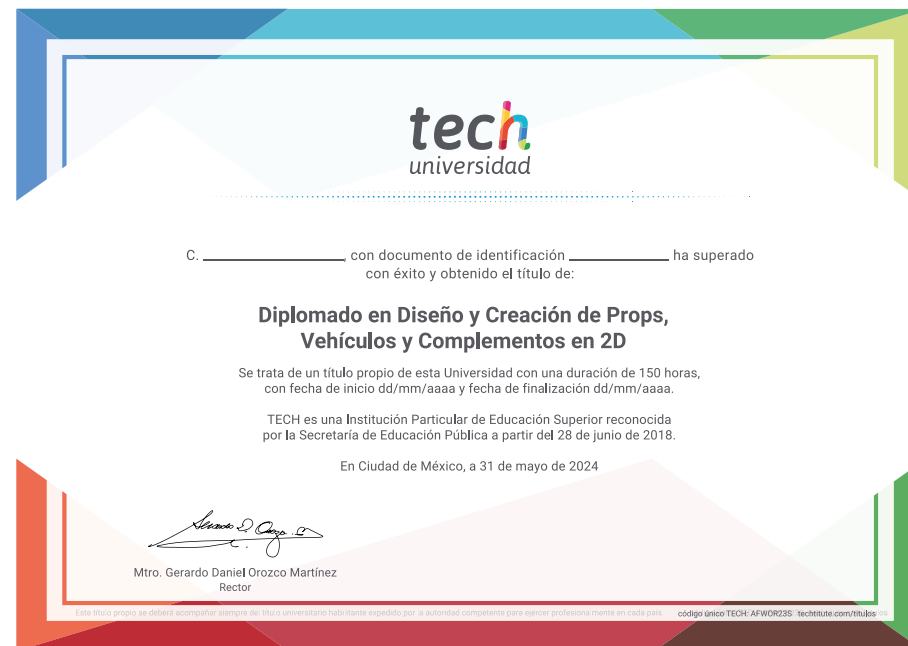 tech
universidad
C. ____________, con documento de identificación ____________ ha superado
con éxito y obtenido el título de:
Diplomado en Diseño y Creación de Props,
Vehículos y Complementos en 2D
Se trata de un título propio de esta Universidad con una duración de 150 horas,
con fecha de inicio dd/mm/aaaa y fecha de finalización dd/mm/aaaa.
TECH es una Institución Particular de Educación Superior reconocida
por la Secretaría de Educación Pública a partir del 28 de junio de 2018.
En Ciudad de México, a 31 de mayo de 2024
Mtro. Gerardo Daniel Orozco Martínez
Rector
Este título propio se deberá acompañar siempre del título universitario habilitante expedido por la autoridad competente para ejercer profesionalmente en cada país.
código único TECH: AFWOR23S techtitute.com/titulos